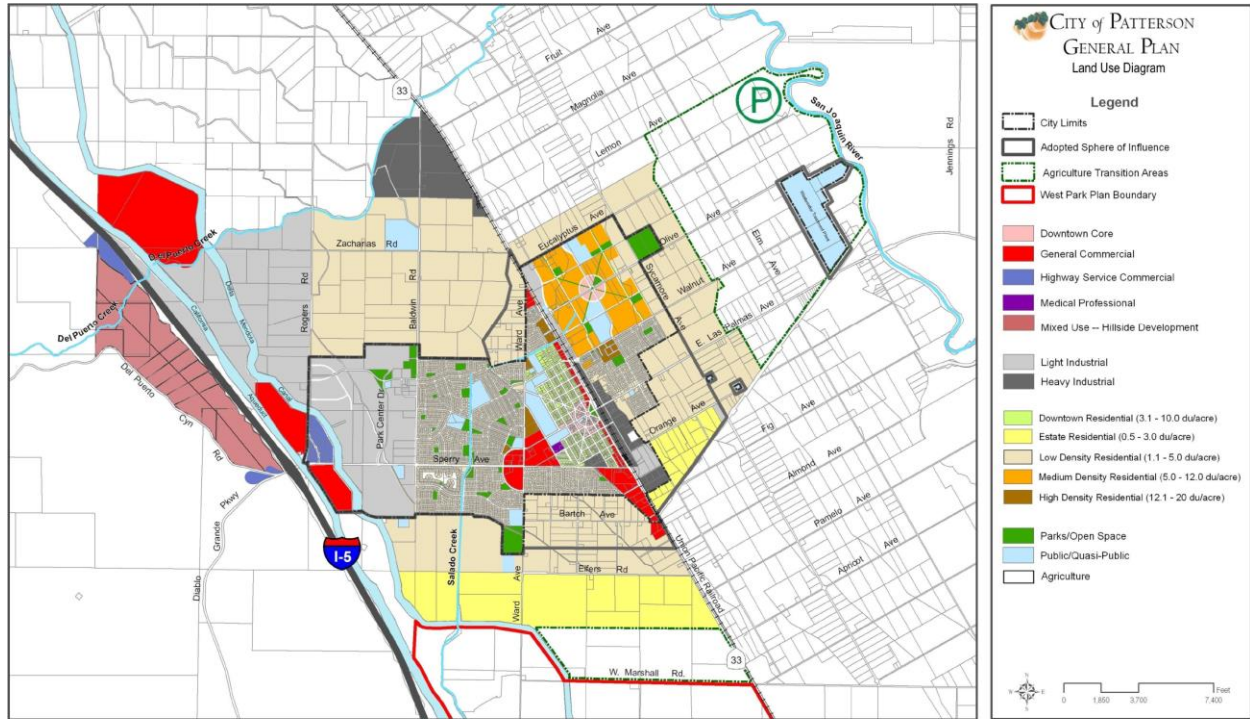 Fruit Ave
Magnolia Ave
33
P
San Joaquin River
Jennings Rd
Lemon Ave
Eucalyptus Ave
Zacharias Rd
Olive Ave
Elm Ave
Sycamore Ave
Walnut Ave
E Las Palmas Ave
Del Puerto Creek
Del Puerto Creek
Delta Mendota Canal
California Aqueduct
Rogers Rd
Baldwin Rd
Ward Ave
Park Center Dr
Del Puerto Cyn Rd
Orange Ave
Fig Ave
Sperry Ave
Almond Ave
Pamelo Ave
Apricot Ave
Bartch Ave
Diablo Grande Pkwy
I-5
Salado Creek
Ward Ave
Elfers Rd
Union Pacific Railroad
33
W. Marshall Rd.
CITY of PATTERSON
GENERAL PLAN
Land Use Diagram
Legend
City Limits
Adopted Sphere of Influence
Agriculture Transition Areas
West Park Plan Boundary
Downtown Core
General Commercial
Highway Service Commercial
Medical Professional
Mixed Use -- Hillside Development
Light Industrial
Heavy Industrial
Downtown Residential (3.1 - 10.0 du/acre)
Estate Residential (0.5 - 3.0 du/acre)
Low Density Residential (1.1 - 5.0 du/acre)
Medium Density Residential (5.0 - 12.0 du/acre)
High Density Residential (12.1 - 20 du/acre)
Parks/Open Space
Public/Quasi-Public
Agriculture
N
W E
S
0 1,850 3,700 7,400
Feet